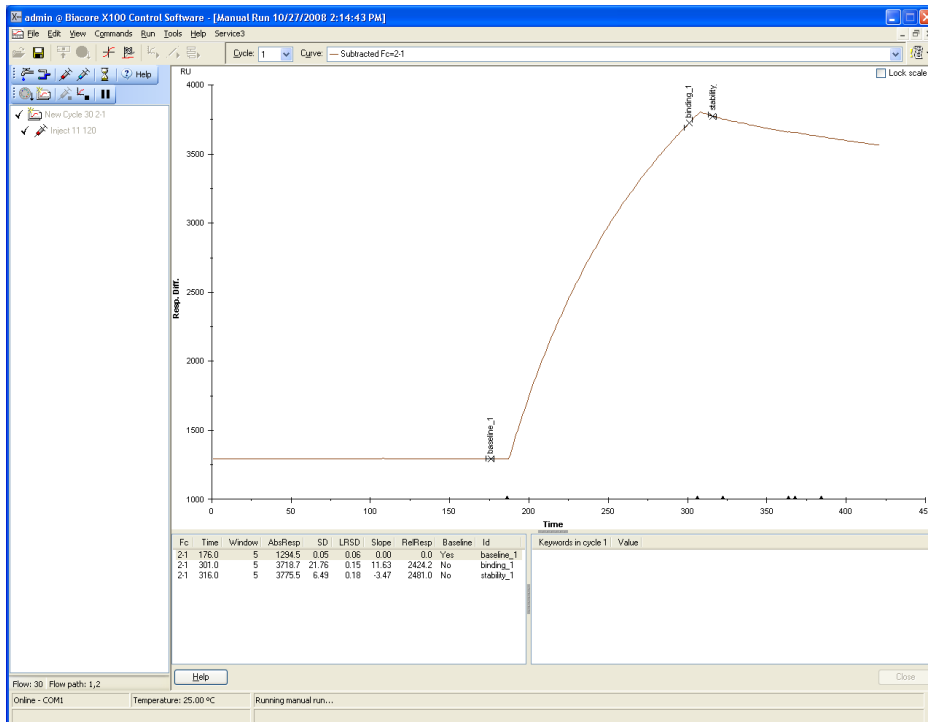 admin @ Biacore X100 Control Software - [Manual Run 10/27/2008 2:14:43 PM]
File Edit View Commands Run Tools Help Service3
Cycle: 1 Curve: — Subtracted Fc=2-1
Help
Lock scale
New Cycle 30 2-1
Inject 11 120
RU
4000
3500
3000
2500
2000
1500
1000
Resp. Diff.
baseline_1
binding_1
stability_
0 50 100 150 200 250 300 350 400 450
Time
Fc Time Window AbsResp SD LRSD Slope RelResp Baseline Id
2-1 176.0 5 1294.5 0.05 0.06 0.00 0.0 Yes baseline_1
2-1 301.0 5 3718.7 21.76 0.15 11.63 2424.2 No binding_1
2-1 316.0 5 3775.5 6.49 0.18 -3.47 2481.0 No stability_1
Keywords in cycle 1 Value
Help
Close
Flow: 30 Flow path: 1,2
Online - COM1 Temperature: 25.00 ºC Running manual run...